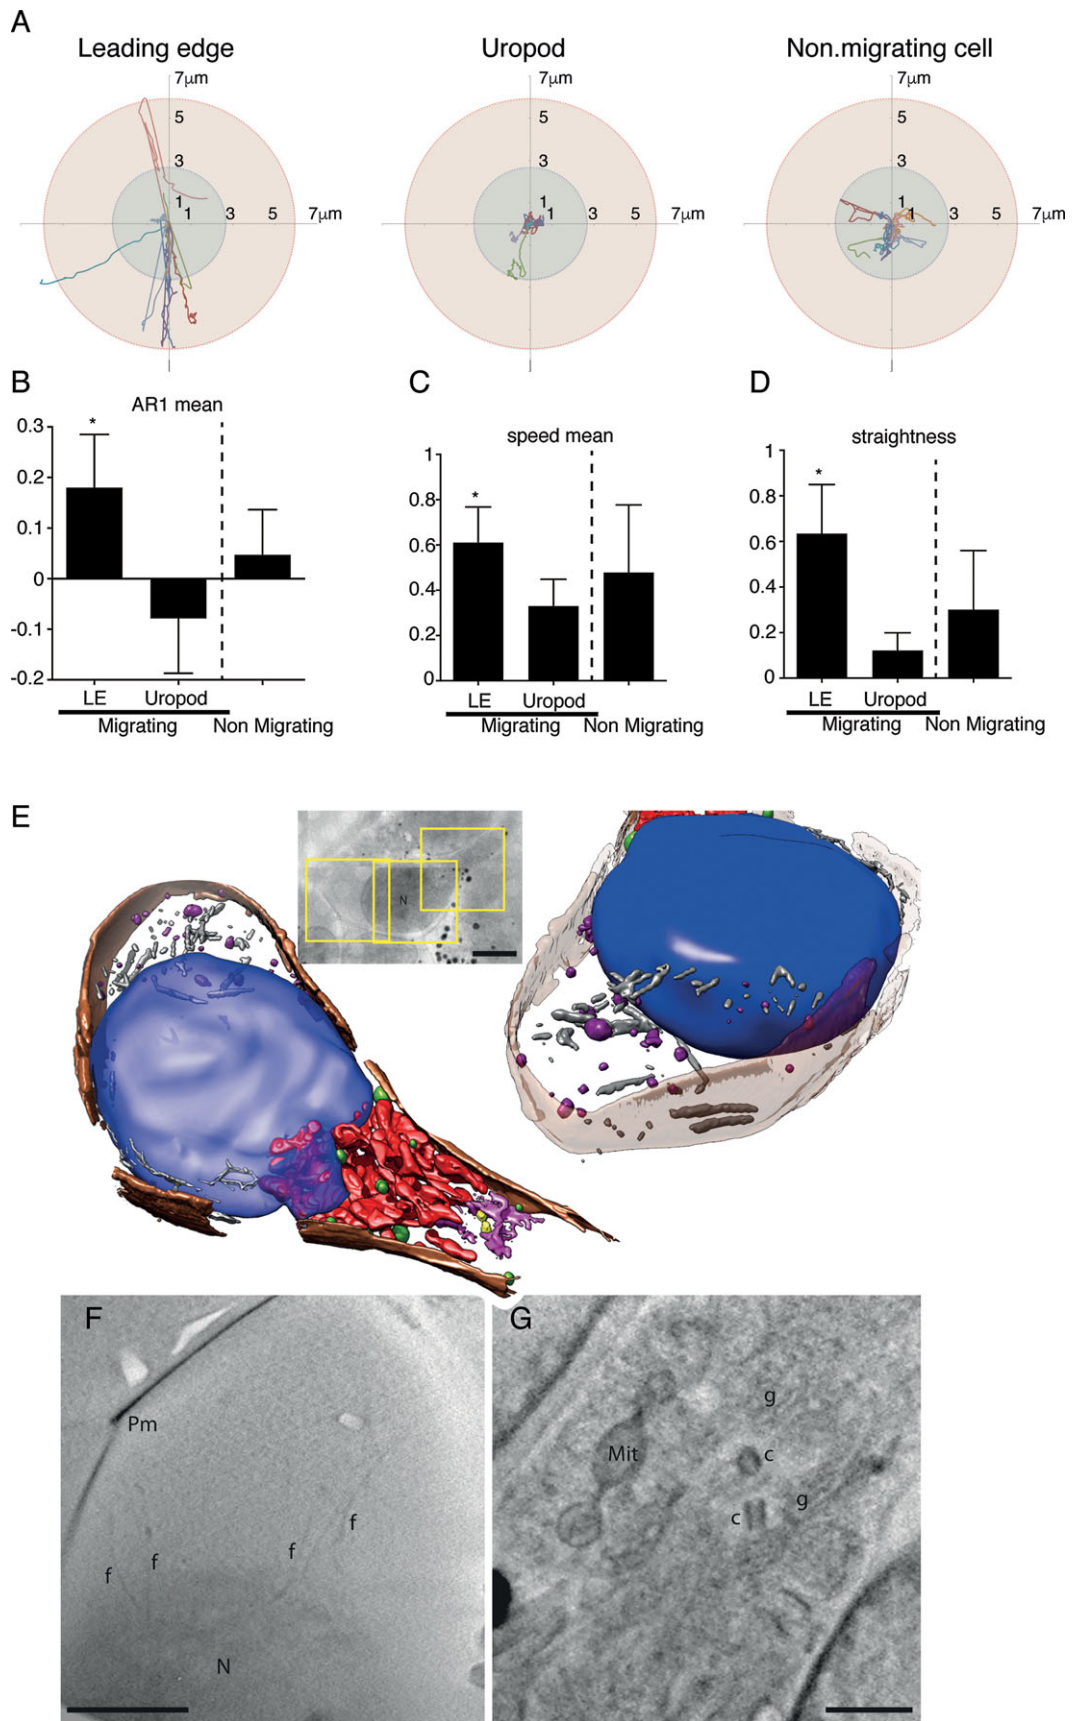 A
Leading edge
Uropod
Non.migrating cell
7µm
5
3
1
1 3 5 7µm
7µm
5
3
1
1 3 5 7µm
7µm
5
3
1
1 3 5 7µm
B
AR1 mean
0.3
0.2
0.1
0
-0.1
-0.2
*
LE Uropod
Migrating Non Migrating
C
speed mean
1
0.8
0.6
0.4
0.2
0
*
LE Uropod
Migrating Non Migrating
D
straightness
1
0.8
0.6
0.4
0.2
0
*
LE Uropod
Migrating Non Migrating
E
N
F
Pm
f
f
f
f
N
G
g
Mit
c
g
c